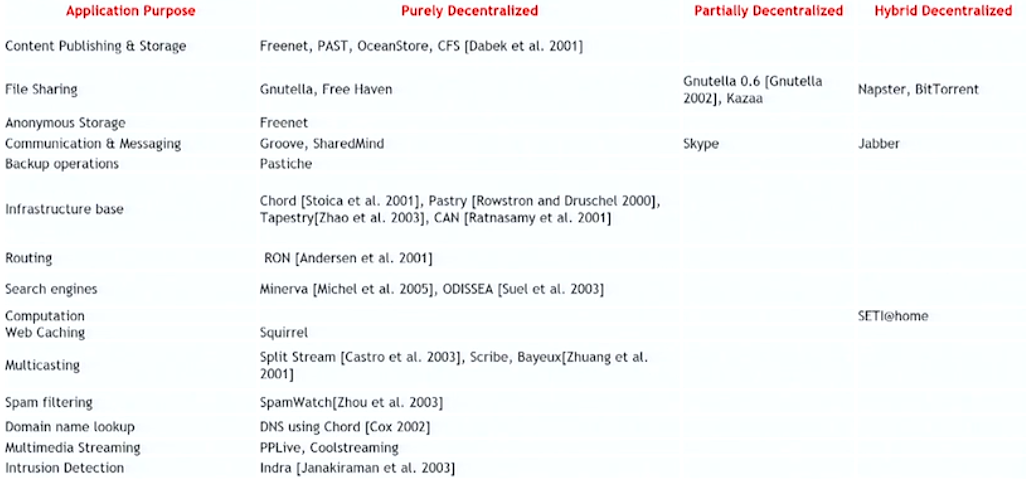 Application Purpose Purely Decentralized Partially Decentralized Hybrid Decentralized
Content Publishing & Storage Freenet, PAST, OceanStore, CFS [Dabek et al. 2001]
File Sharing Gnutella, Free Haven Gnutella 0.6 [Gnutella 2002], Kazaa Napster, BitTorrent
Anonymous Storage Freenet
Communication & Messaging Groove, SharedMind Skype Jabber
Backup operations Pastiche
Infrastructure base Chord [Stoica et al. 2001], Pastry [Rowstron and Druschel 2000],
Tapestry[Zhao et al. 2003], CAN [Ratnasamy et al. 2001]
Routing RON [Andersen et al. 2001]
Search engines Minerva [Michel et al. 2005], ODISSEA [Suel et al. 2003]
Computation SETI@home
Web Caching Squirrel
Multicasting Split Stream [Castro et al. 2003], Scribe, Bayeux[Zhuang et al.
2001]
Spam filtering SpamWatch[Zhou et al. 2003]
Domain name lookup DNS using Chord [Cox 2002]
Multimedia Streaming PPLive, Coolstreaming
Intrusion Detection Indra [Janakiraman et al. 2003]